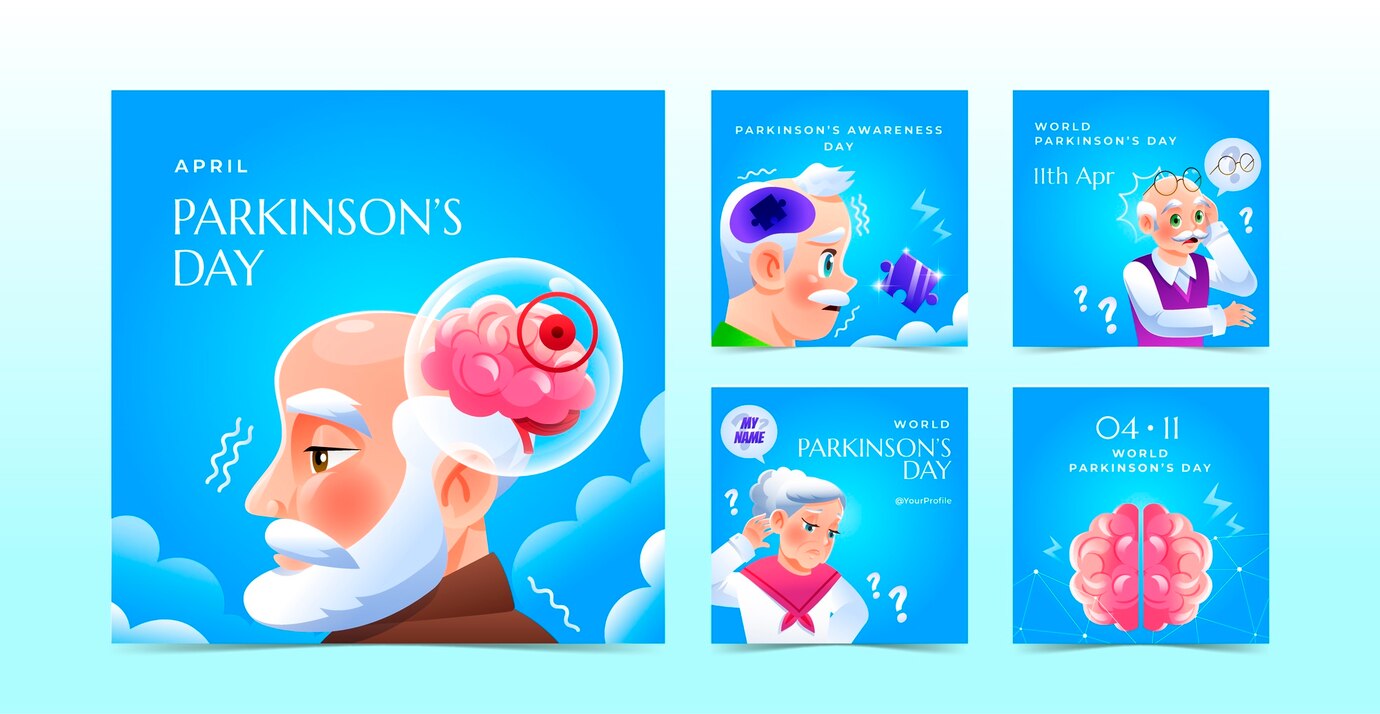 APRIL
PARKINSON'S
DAY
PARKINSON'S AWARENESS
DAY
WORLD
PARKINSON'S DAY
11th Apr
MY
NAME
WORLD
PARKINSON'S
DAY
@YourProfile
04 • 11
WORLD
PARKINSON'S DAY